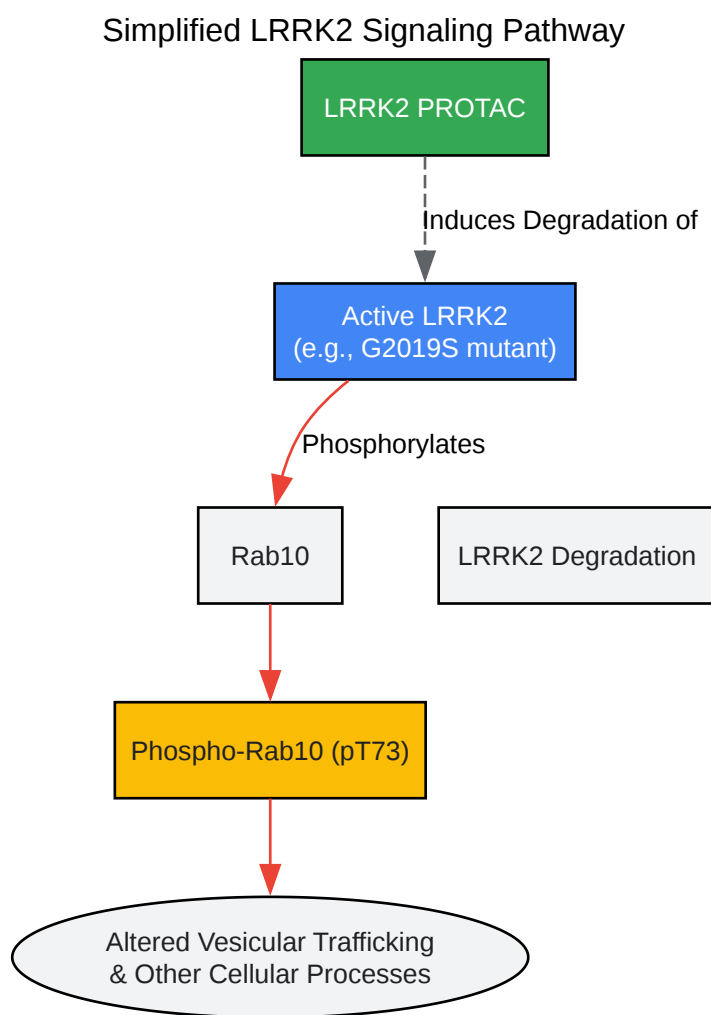 Simplified LRRK2 Signaling Pathway
LRRK2 PROTAC
Induces Degradation of
Active LRRK2
(e.g., G2019S mutant)
Phosphorylates
Rab10
LRRK2 Degradation
Phospho-Rab10 (pT73)
Altered Vesicular Trafficking
& Other Cellular Processes